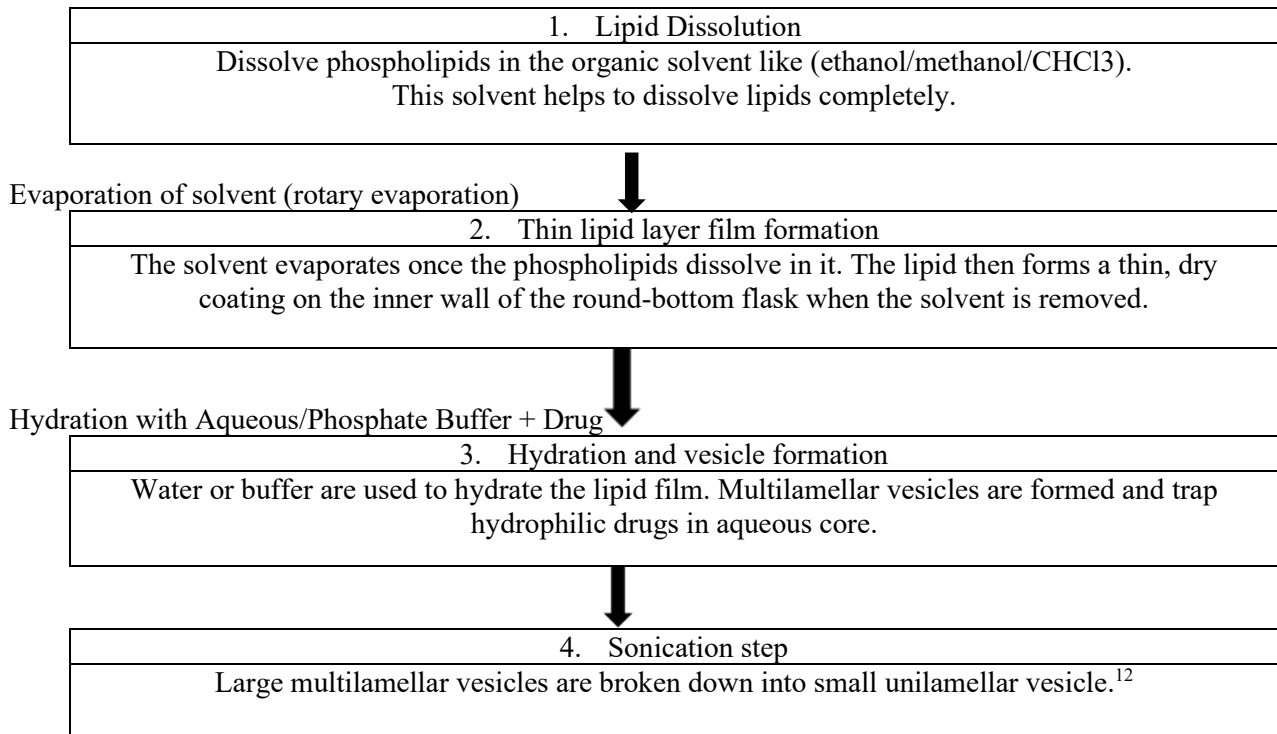 1. Lipid Dissolution
Dissolve phospholipids in the organic solvent like (ethanol/methanol/CHCl3).
This solvent helps to dissolve lipids completely.
Evaporation of solvent (rotary evaporation)
2. Thin lipid layer film formation
The solvent evaporates once the phospholipids dissolve in it. The lipid then forms a thin, dry
coating on the inner wall of the round-bottom flask when the solvent is removed.
Hydration with Aqueous/Phosphate Buffer + Drug
3. Hydration and vesicle formation
Water or buffer are used to hydrate the lipid film. Multilamellar vesicles are formed and trap
hydrophilic drugs in aqueous core.
4. Sonication step
Large multilamellar vesicles are broken down into small unilamellar vesicle.12